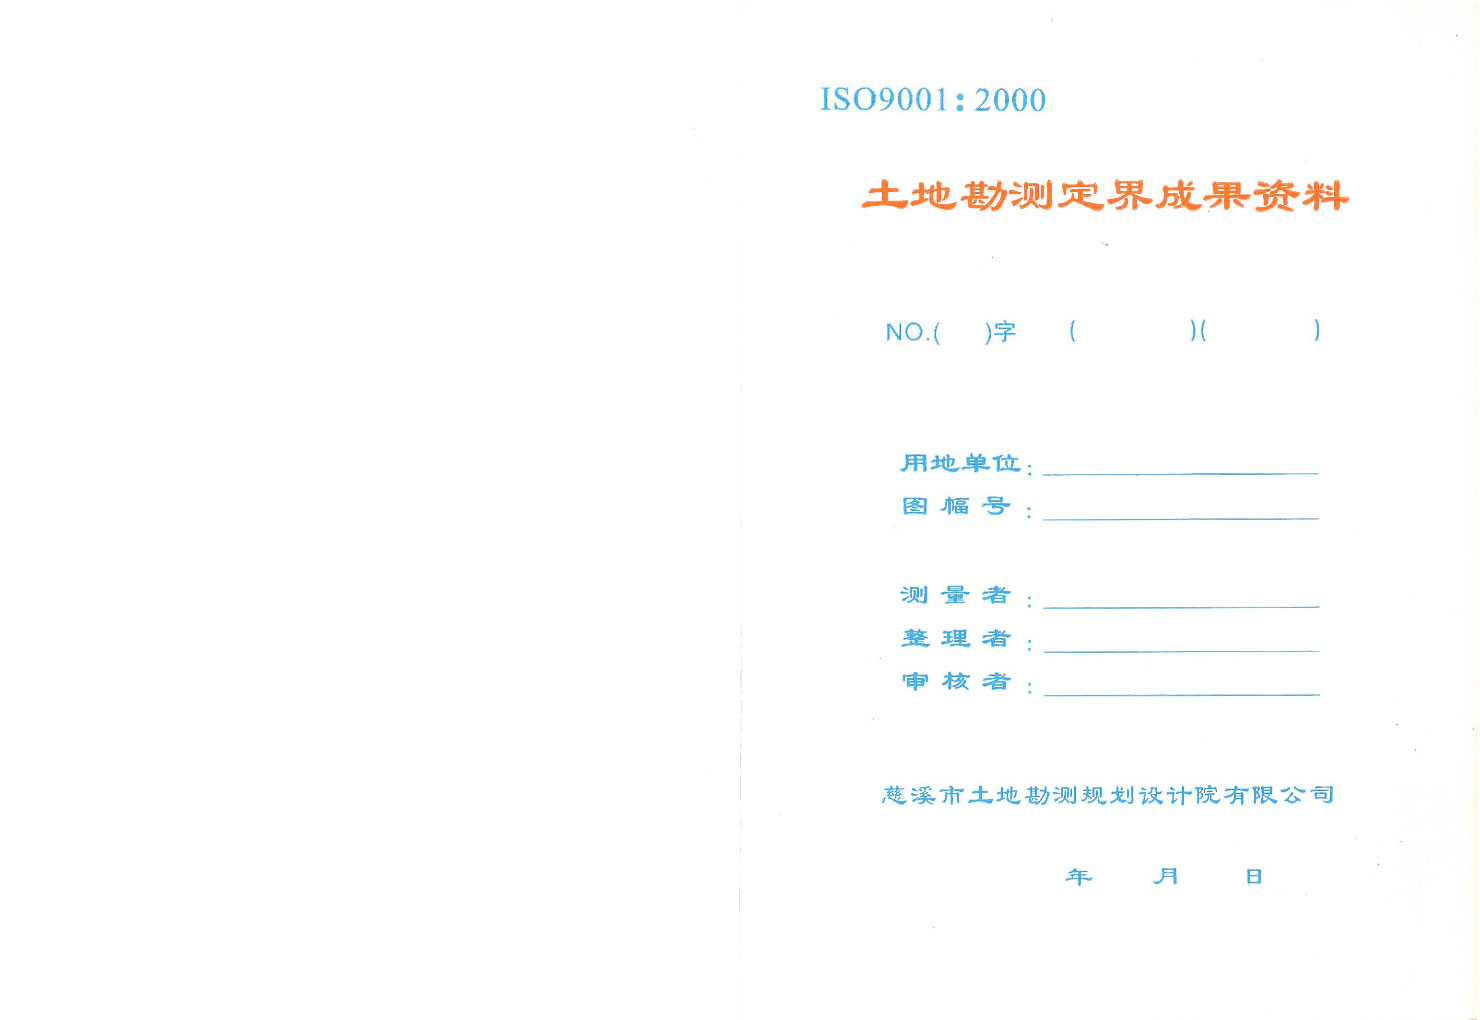 ISO9001:2000
土地勘测定界成果资料
NO.( )字 ( )( )
用地单位:
图幅号:
测量者:
整理者:
审核者:
慈溪市土地勘测规划设计院有限公司
年 月 日